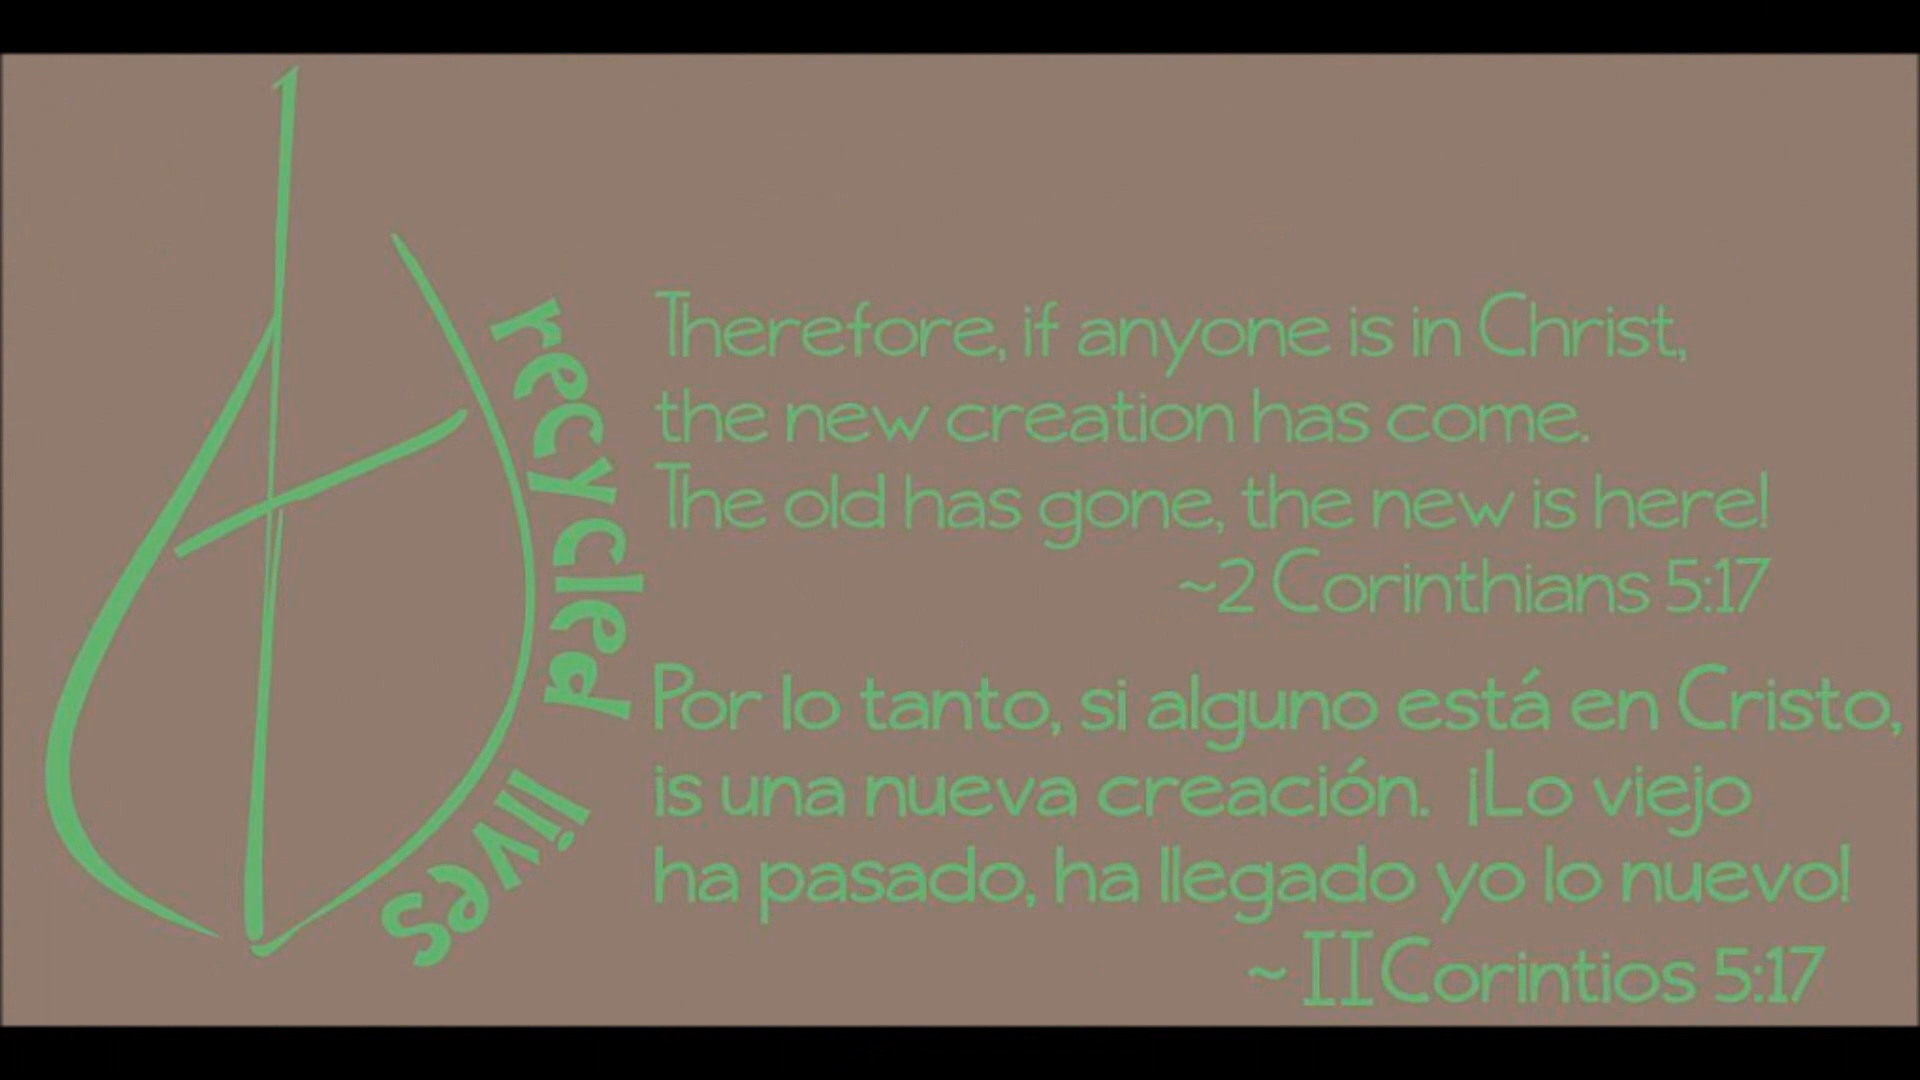 recycled lives
Therefore, if anyone is in Christ,
the new creation has come.
The old has gone, the new is here!
~2 Corinthians 5:17
Por lo tanto, si alguno está en Cristo,
is una nueva creación. ¡Lo viejo
ha pasado, ha llegado yo lo nuevo!
~ II Corintios 5:17